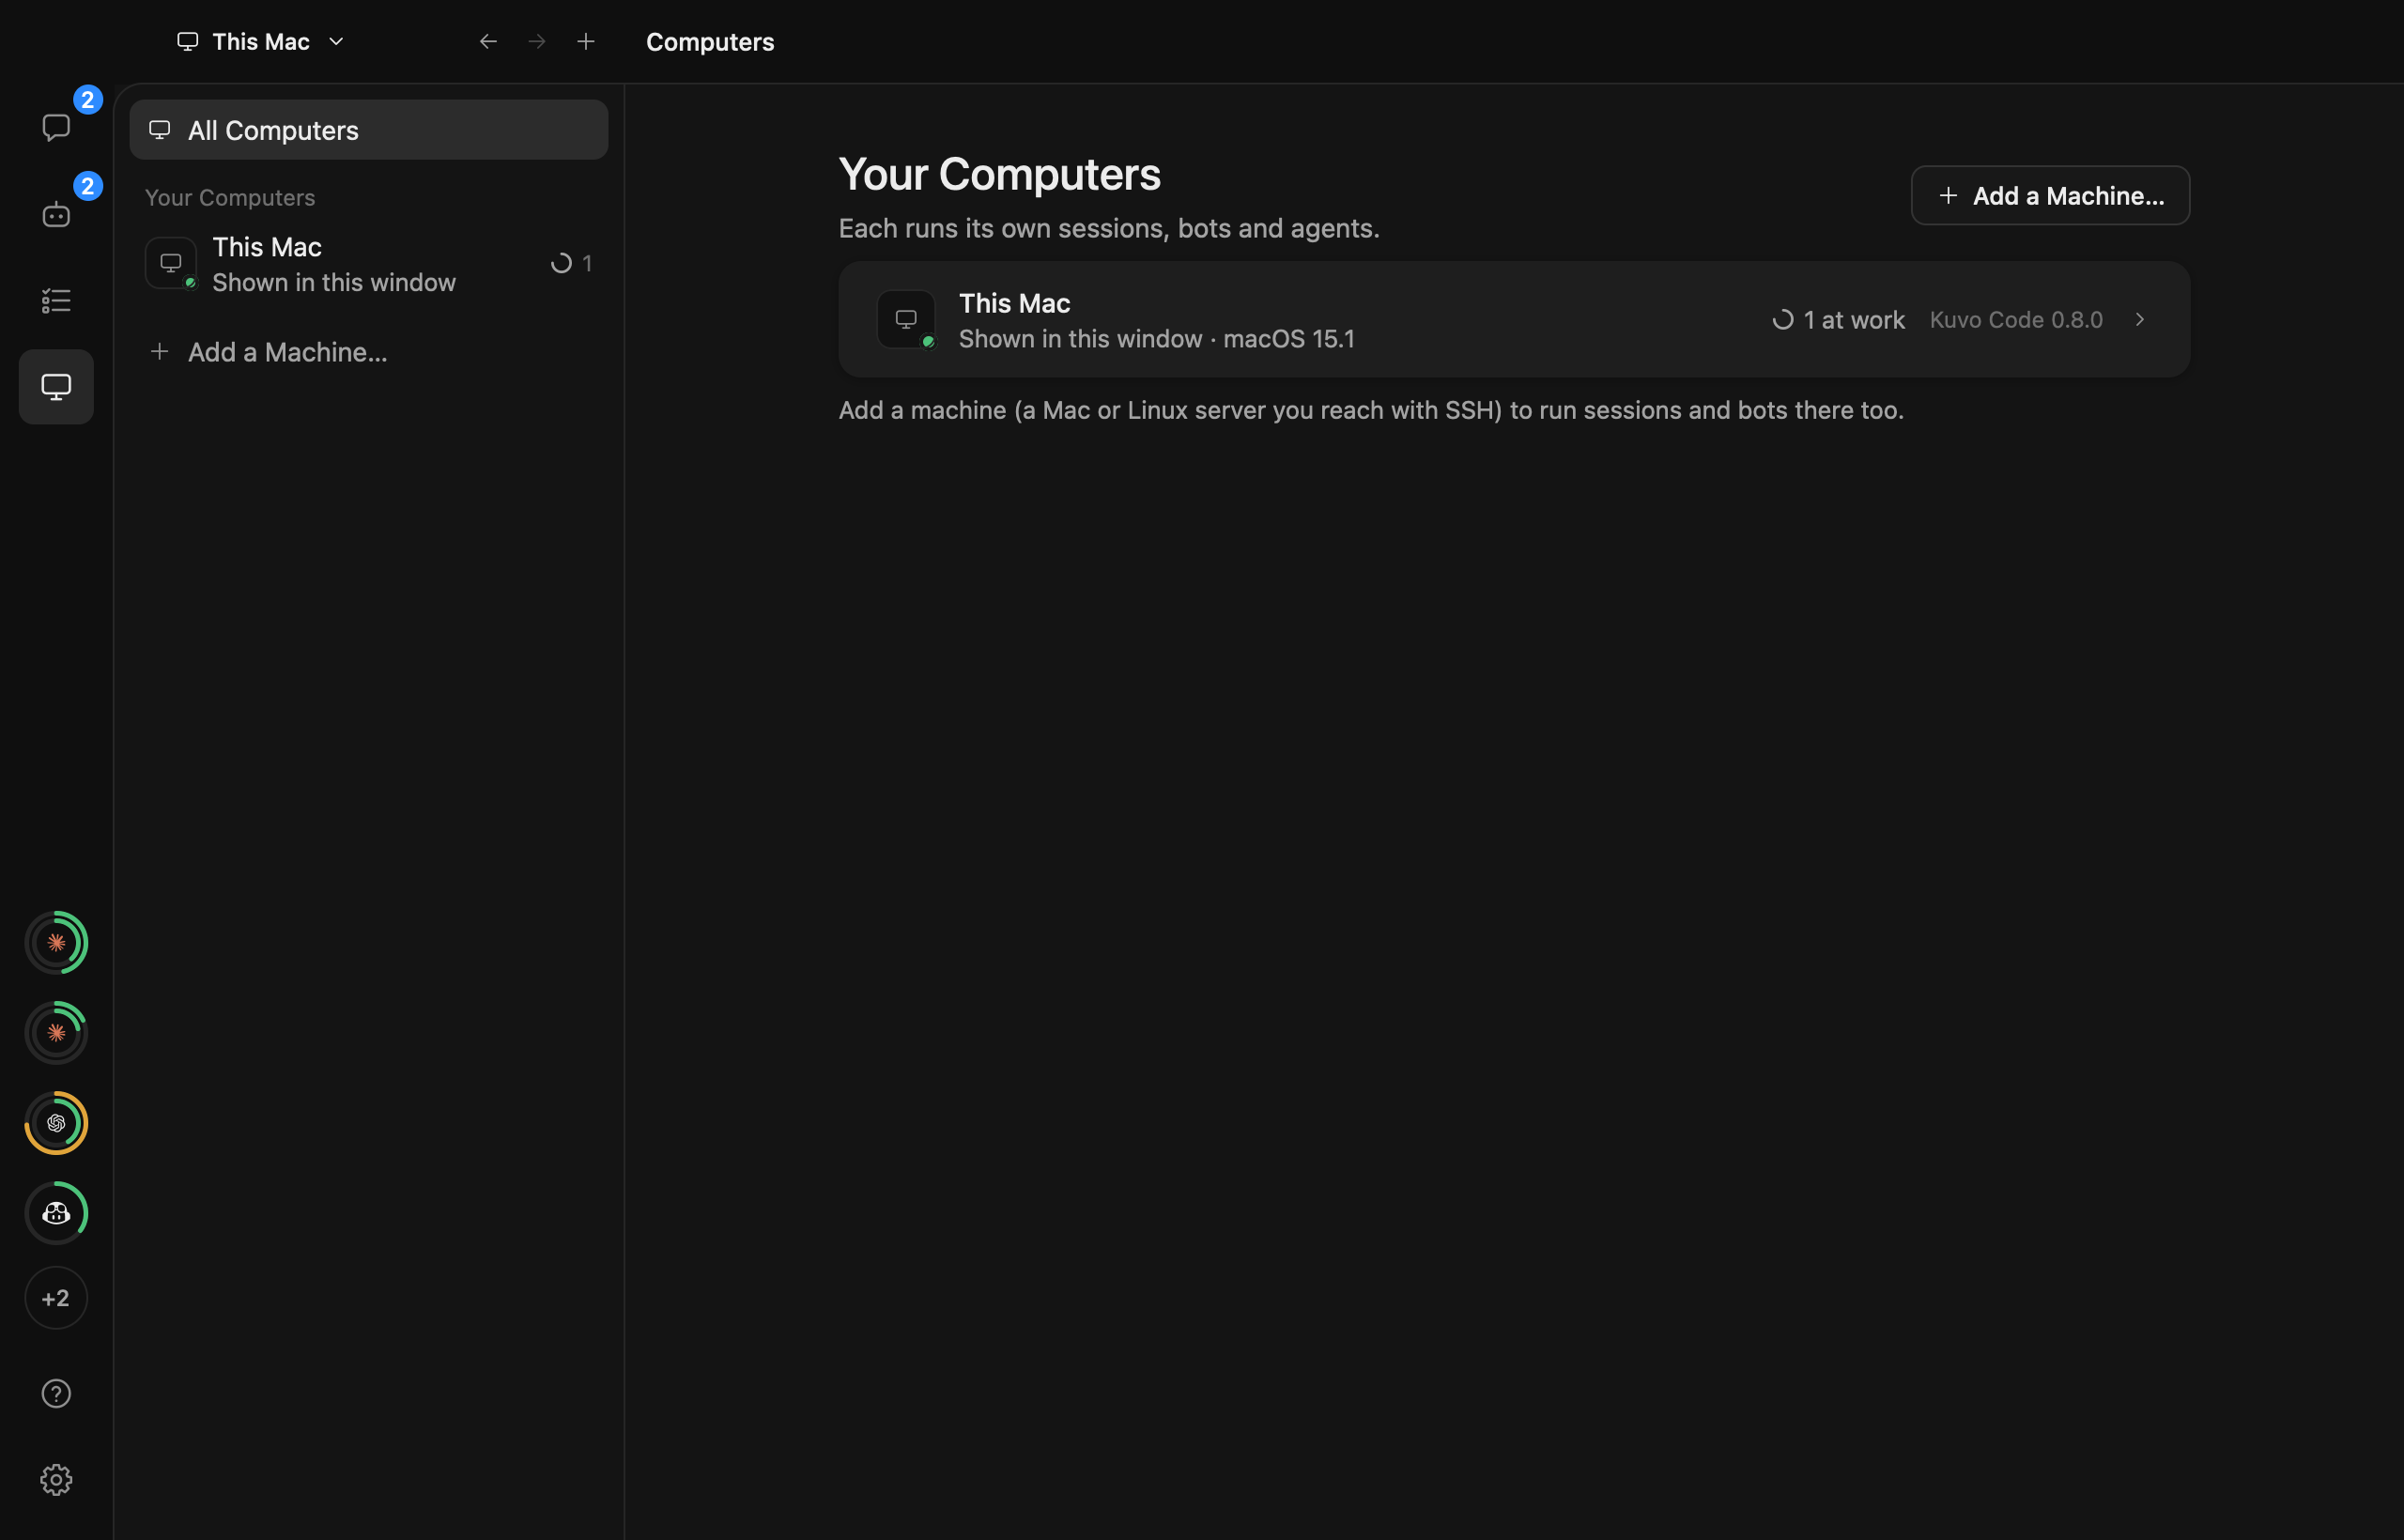 This Mac
Computers
2
2
All Computers
Your Computers
This Mac
Shown in this window
1
Add a Machine...
Your Computers
Each runs its own sessions, bots and agents.
Add a Machine...
This Mac
Shown in this window · macOS 15.1
1 at work
Kuvo Code 0.8.0
Add a machine (a Mac or Linux server you reach with SSH) to run sessions and bots there too.
+2